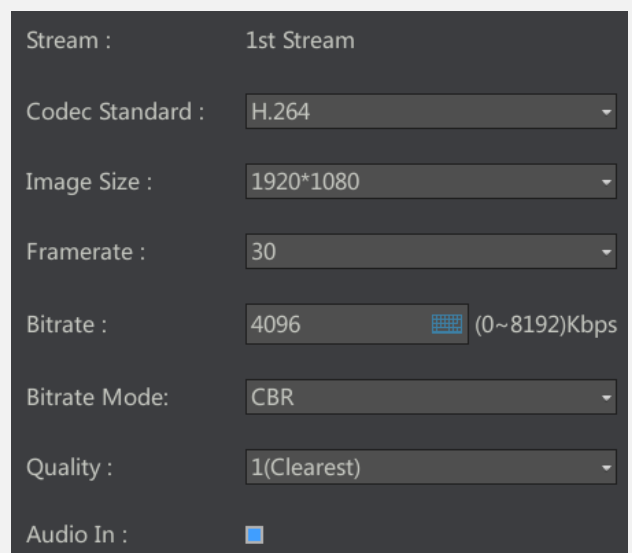 Stream : 1st Stream
Codec Standard : H.264
Image Size : 1920*1080
Framerate : 30
Bitrate : 4096 (0~8192)Kbps
Bitrate Mode: CBR
Quality : 1(Clearest)
Audio In :